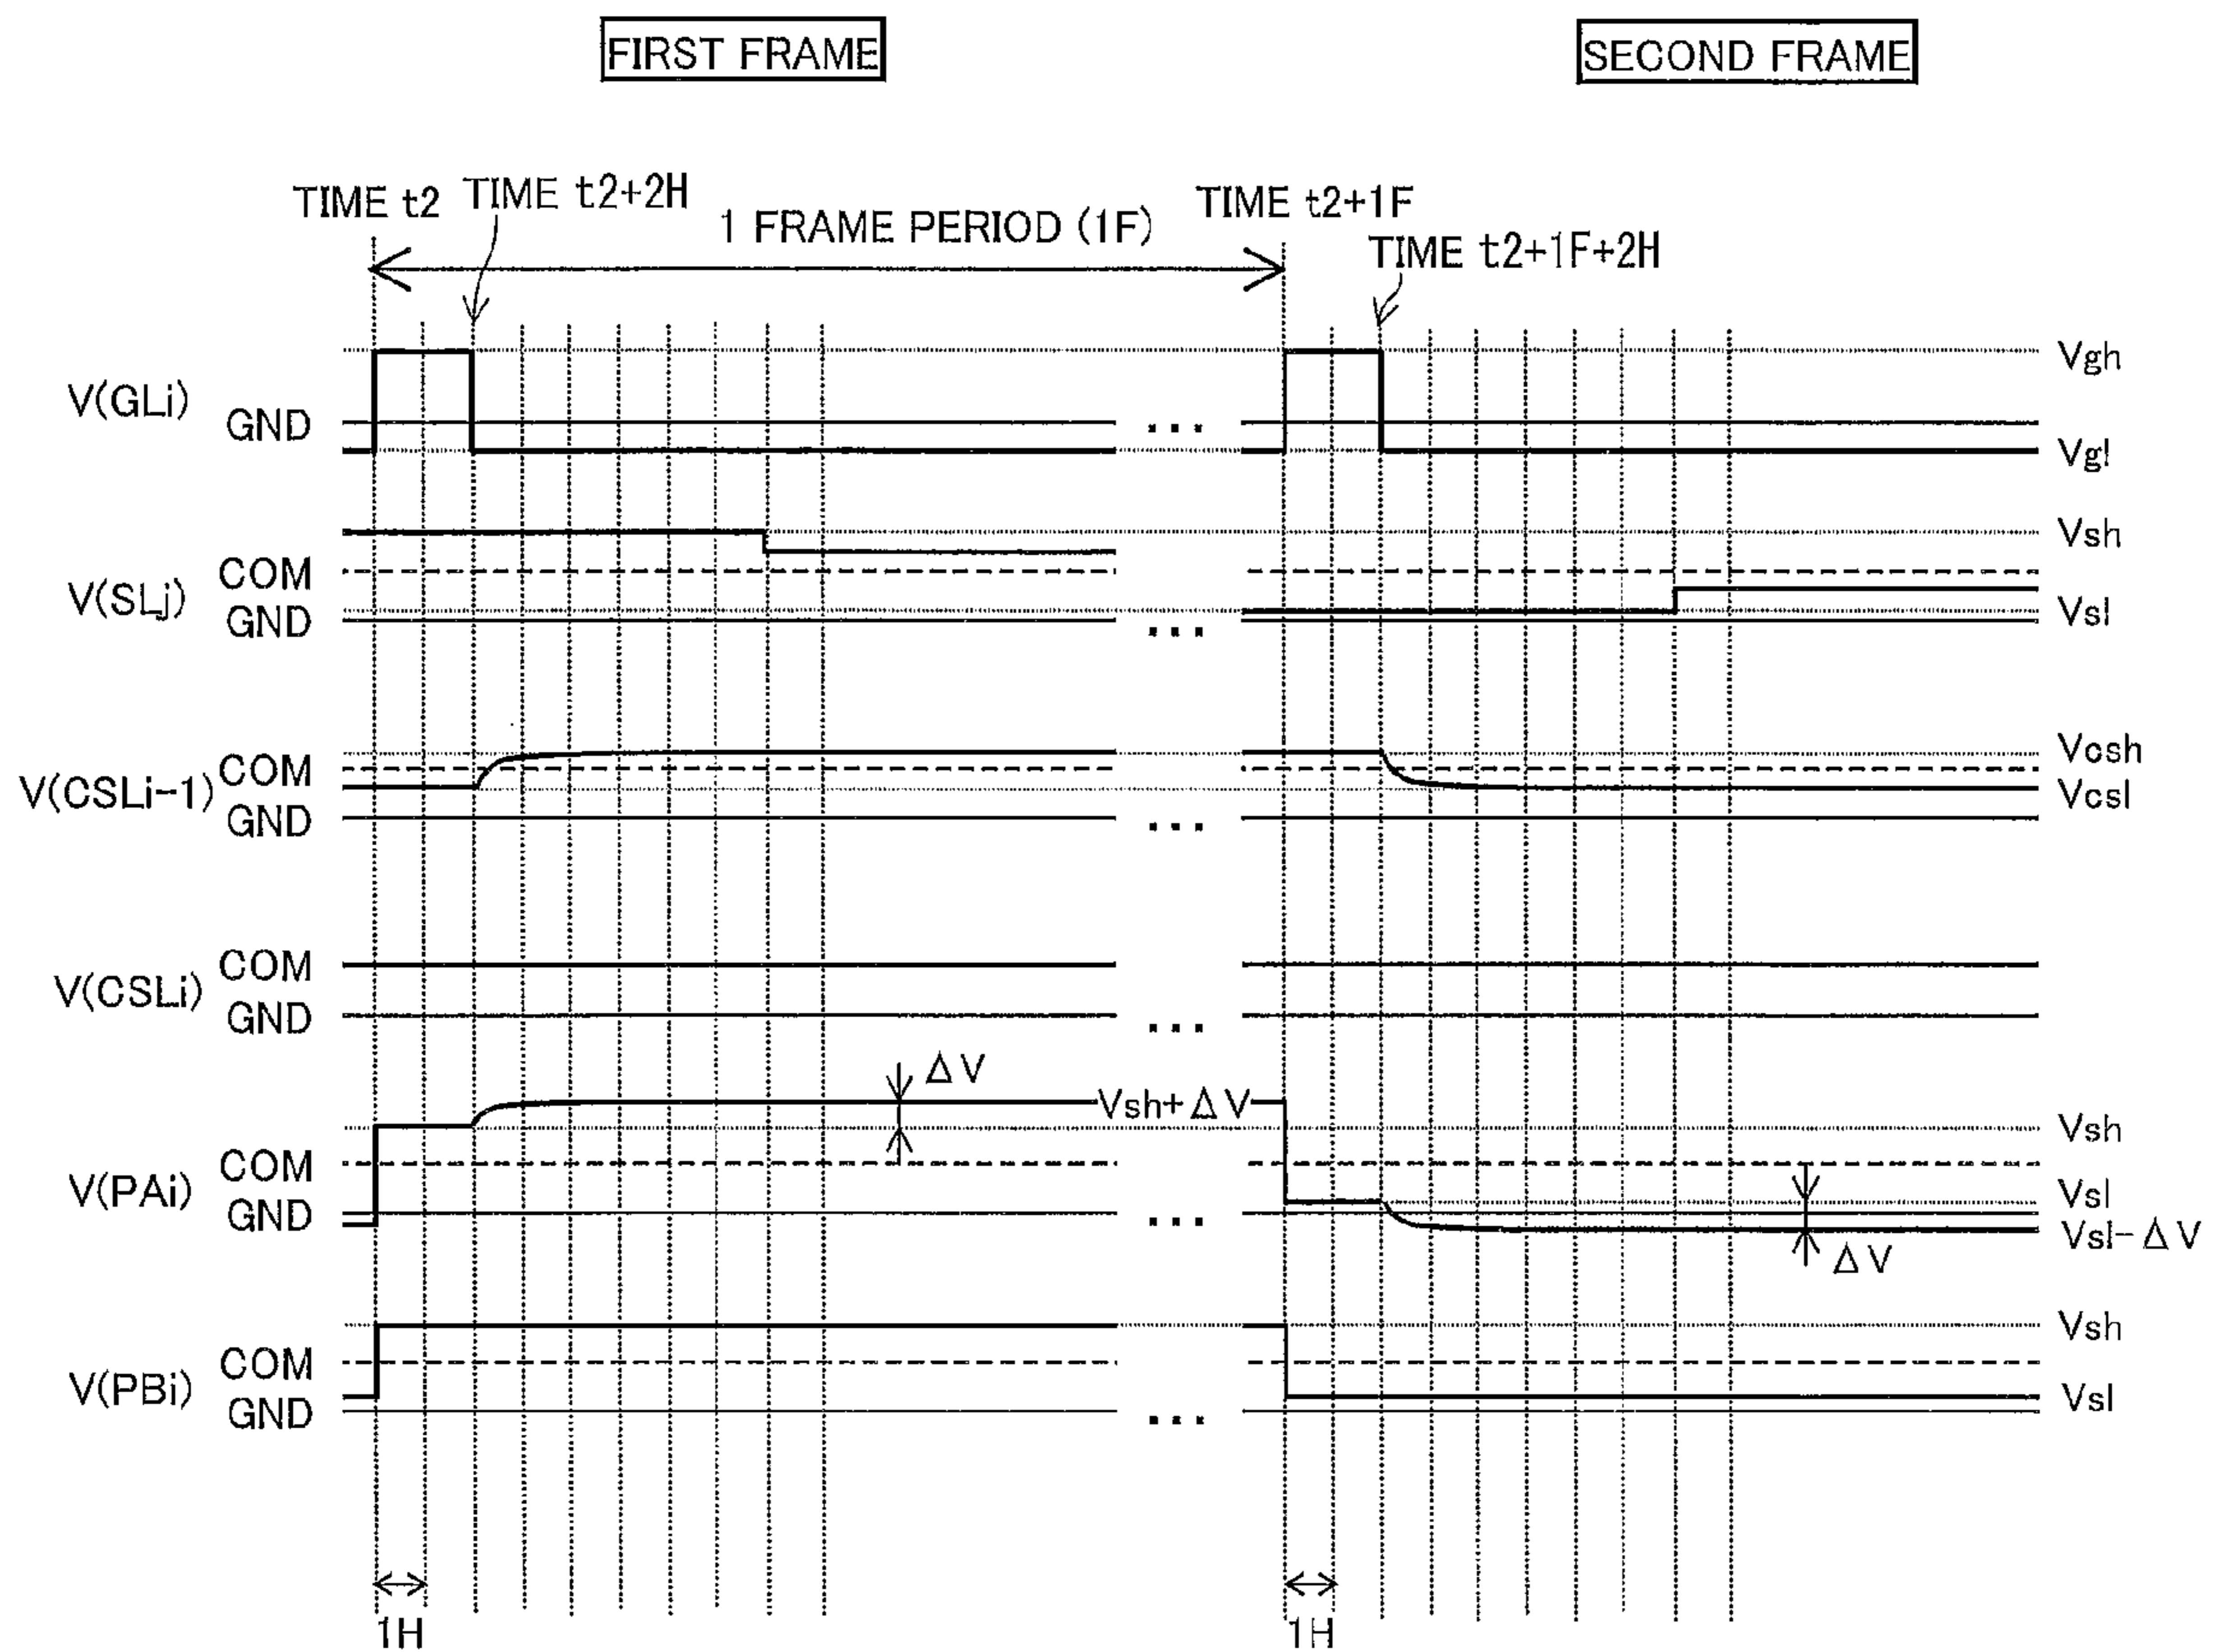 FIRST FRAME
SECOND FRAME
TIME t2
TIME t2+2H
1 FRAME PERIOD (1F)
TIME t2+1F
TIME t2+1F+2H
V(GLi)
GND
...
Vgh
Vgl
V(SLj)
COM
GND
...
Vsh
Vsl
V(CSLi-1)
COM
GND
...
Vcsh
Vcsl
V(CSLi)
COM
GND
...
V(PAi)
COM
GND
ΔV
Vsh+ΔV
...
Vsh
Vsl
Vsl-ΔV
ΔV
V(PBi)
COM
GND
...
Vsh
Vsl
1H
1H